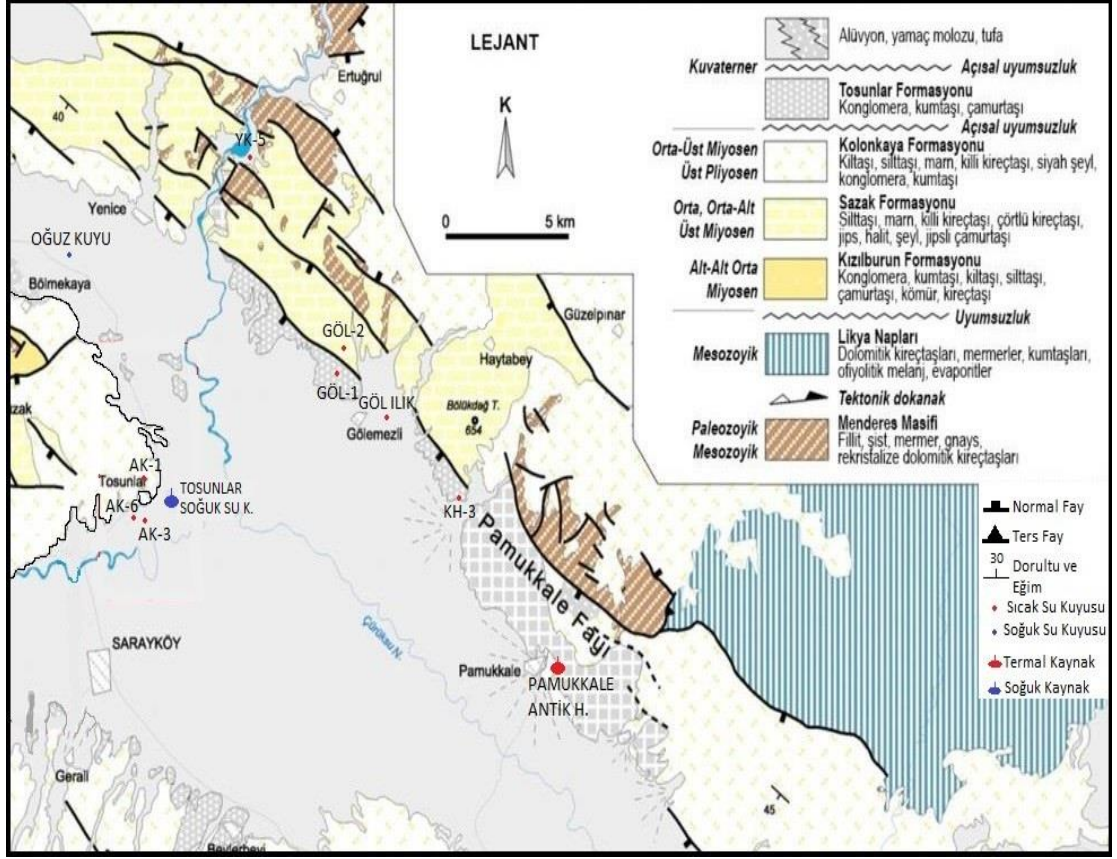 LEJANT
K
0
5 km
Alüvyon, yamaç molozu, tufa
Kuvaterner
Açısal uyumsuzluk
Tosunlar Formasyonu
Konglomera, kumtaşı, çamurtaşı
Açısal uyumsuzluk
Orta-Üst Miyosen
Üst Pliyosen
Kolonkaya Formasyonu
Kiltaşı, silttaşı, marn, killi kireçtaşı, siyah şeyl,
konglomera, kumtaşı
Orta, Orta-Alt
Üst Miyosen
Sazak Formasyonu
Silttaşı, marn, killi kireçtaşı, çörtlü kireçtaşı,
jips, halit, şeyl, jipsli çamurtaşı
Alt-Alt Orta
Miyosen
Kızılburun Formasyonu
Konglomera, kumtaşı, kiltaşı, silttaşı,
çamurtaşı, kömür, kireçtaşı
Uyumsuzluk
Mesozoyik
Likya Napları
Dolomitik kireçtaşları, mermerler, kumtaşları,
ofiyolitik melanj, evaporitler
Tektonik dokanak
Paleozoyik
Mesozoyik
Menderes Masifi
Fillit, şist, mermer, gnays,
rekristalize dolomitik kireçtaşları
Normal Fay
Ters Fay
30
Dorultu ve
Eğim
Sıcak Su Kuyusu
Soğuk Su Kuyusu
Termal Kaynak
Soğuk Kaynak
Ertuğrul
40
YK-5
Yenice
OĞUZ KUYU
Bölmekaya
Güzelpınar
GÖL-2
Haytabey
GÖL-1
GÖL ILIK
Bölükdağ T.
654
Gölemezli
zak
AK-1
Tosunlar
TOSUNLAR
SOĞUK SU K.
AK-6
AK-3
KH-3
Pamukkale Fayı
Çürüksu N.
SARAYKÖY
Pamukkale
PAMUKKALE
ANTİK H.
Gerali
45
Beylerbeyi